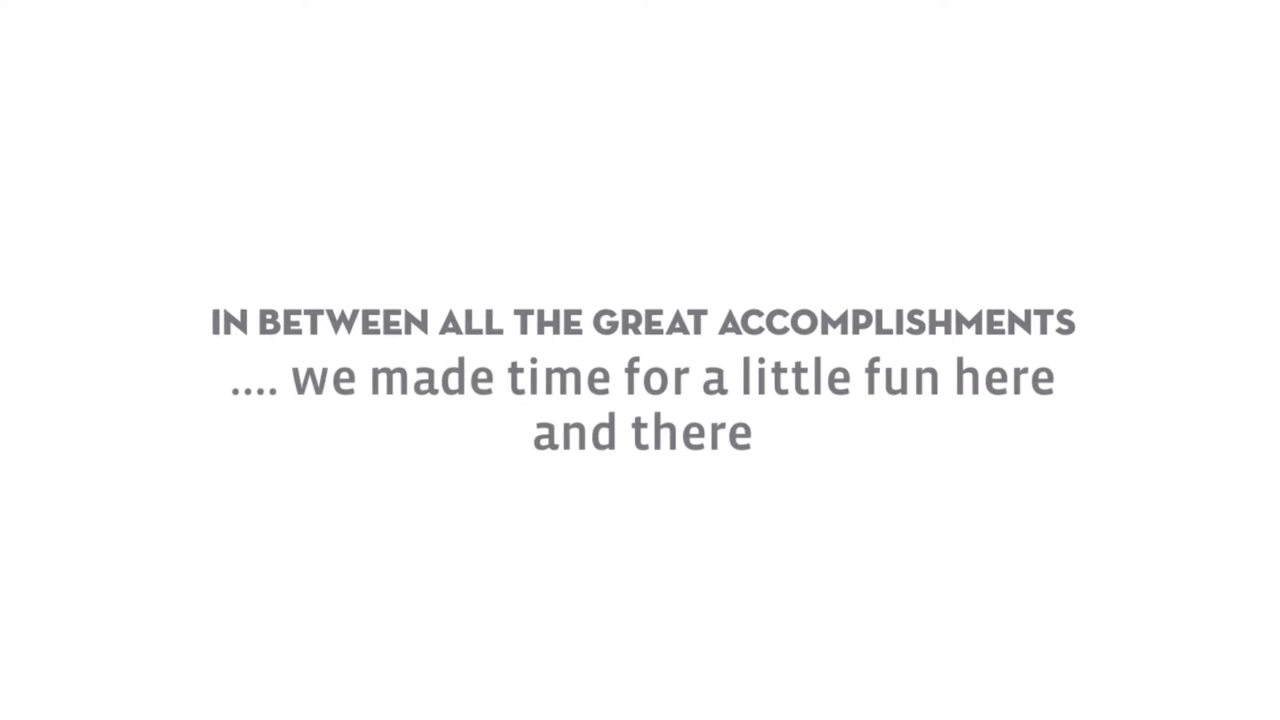 IN BETWEEN ALL THE GREAT ACCOMPLISHMENTS
.... we made time for a little fun here
and there